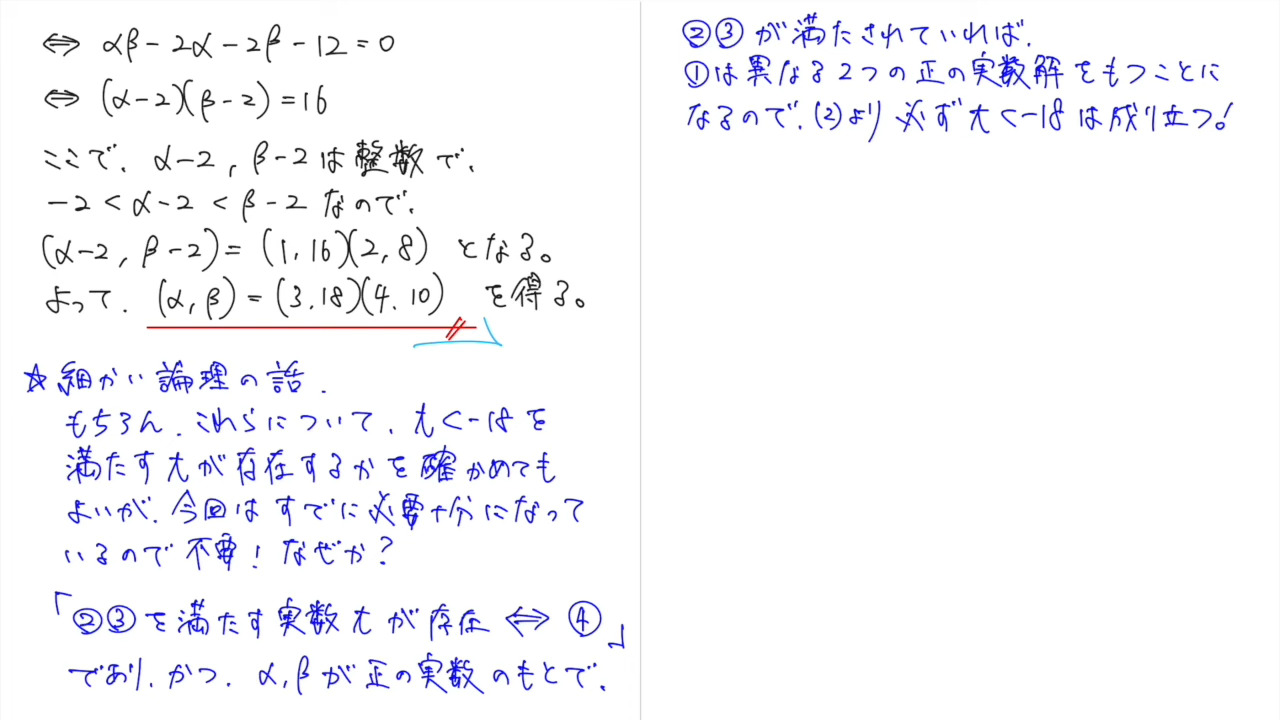 ⇔ αβ-2α-2β-12=0
⇔ (α-2)(β-2)=16
ここで、α-2, β-2は整数で、
-2<α-2<β-2なので、
(α-2, β-2)=(1,16)(2,8) となる。
よって、(α,β)=(3,18)(4,10) を得る。
☆細かい論理の話.
もちろん、これらについて、t<-18を
満たすtが存在するかを確かめても
よいが、今回はすでに必要十分になって
いるので不要!なぜか?
「②③を満たす実数tが存在 ⇔ ④」
であり、かつ、α,βが正の実数のもとで、
②③が満たされていれば、
①は異なる2つの正の実数解をもつことに
なるので、(2)より必ずt<-18は成り立つ!